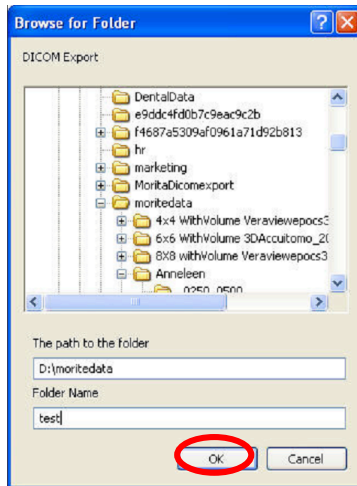 Browse for Folder
DICOM Export
DentalData
e9ddc4fd0b7c9eac9c2b
f4687a5309af0961a71d92b813
hr
marketing
MoritaDicomexport
moritedata
4x4 WithVolume Veraviewepocs3
6x6 WithVolume 3DAccuitomo_20
8X8 withVolume Veraviewepocs3
Anneleen
0250_0500
The path to the folder
D:\moritedata
Folder Name
test
OK
Cancel